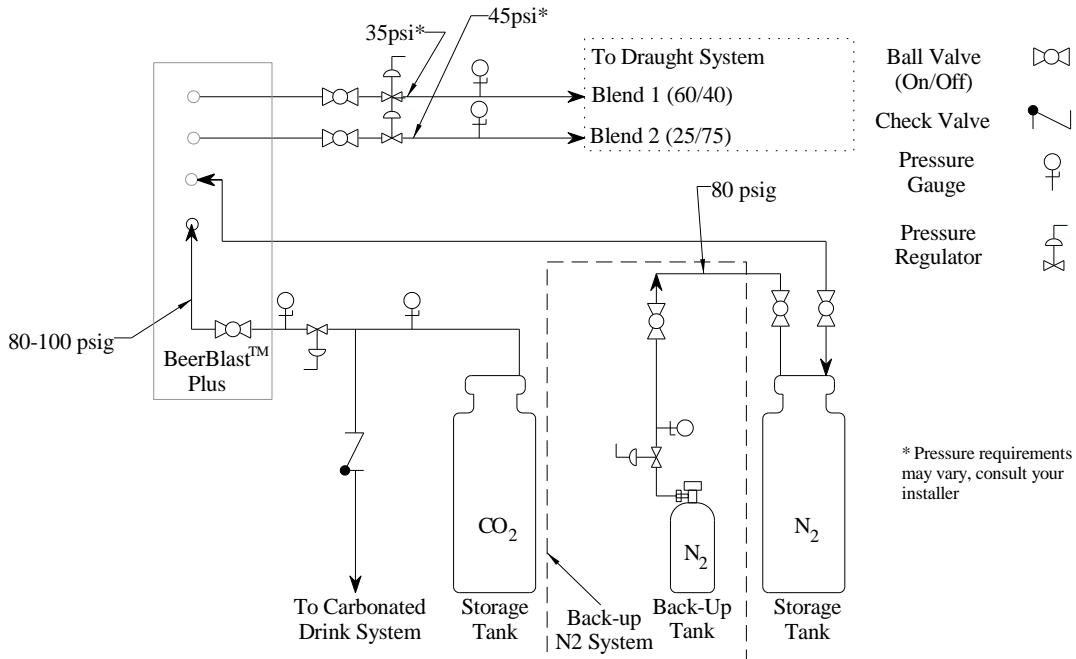 45psi*
35psi*
To Draught System
Blend 1 (60/40)
Blend 2 (25/75)
Ball Valve
(On/Off)
Check Valve
Pressure
Gauge
Pressure
Regulator
80 psig
80-100 psig
BeerBlast™
Plus
* Pressure requirements
may vary, consult your
installer
CO₂
N₂
N₂
To Carbonated
Drink System
Storage
Tank
Back-up
N2 System
Back-Up
Tank
Storage
Tank